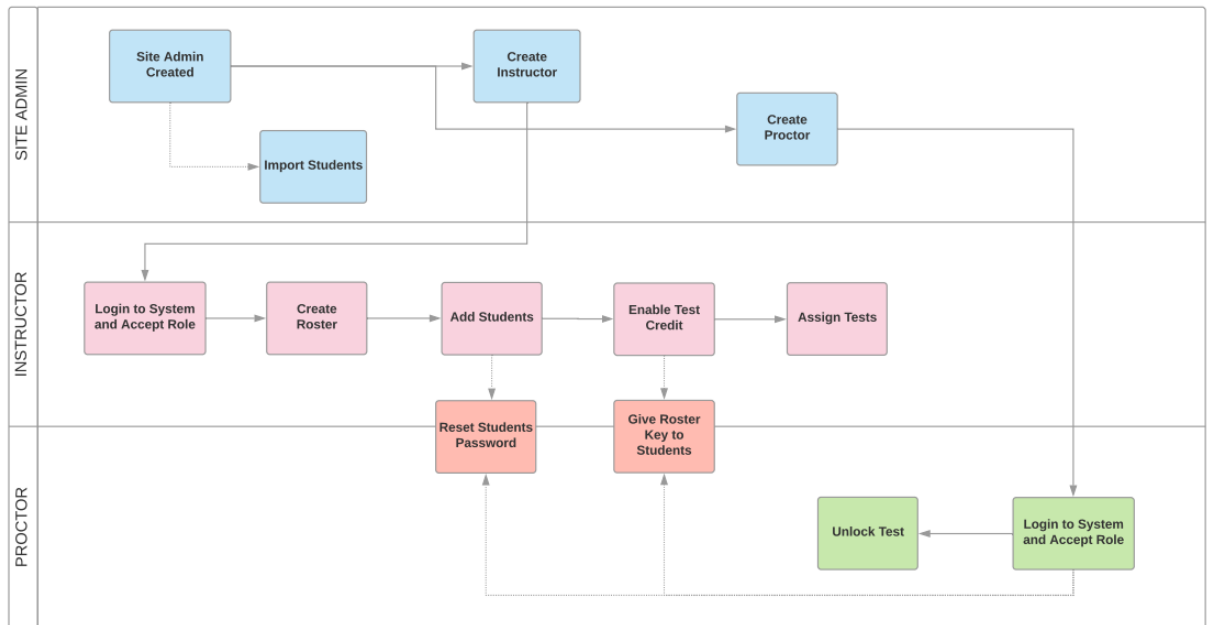 SITE ADMIN
Site Admin
Created
Create
Instructor
Create
Proctor
Import Students
INSTRUCTOR
Login to System
and Accept Role
Create
Roster
Add Students
Enable Test
Credit
Assign Tests
Reset Students
Password
Give Roster
Key to
Students
PROCTOR
Unlock Test
Login to System
and Accept Role